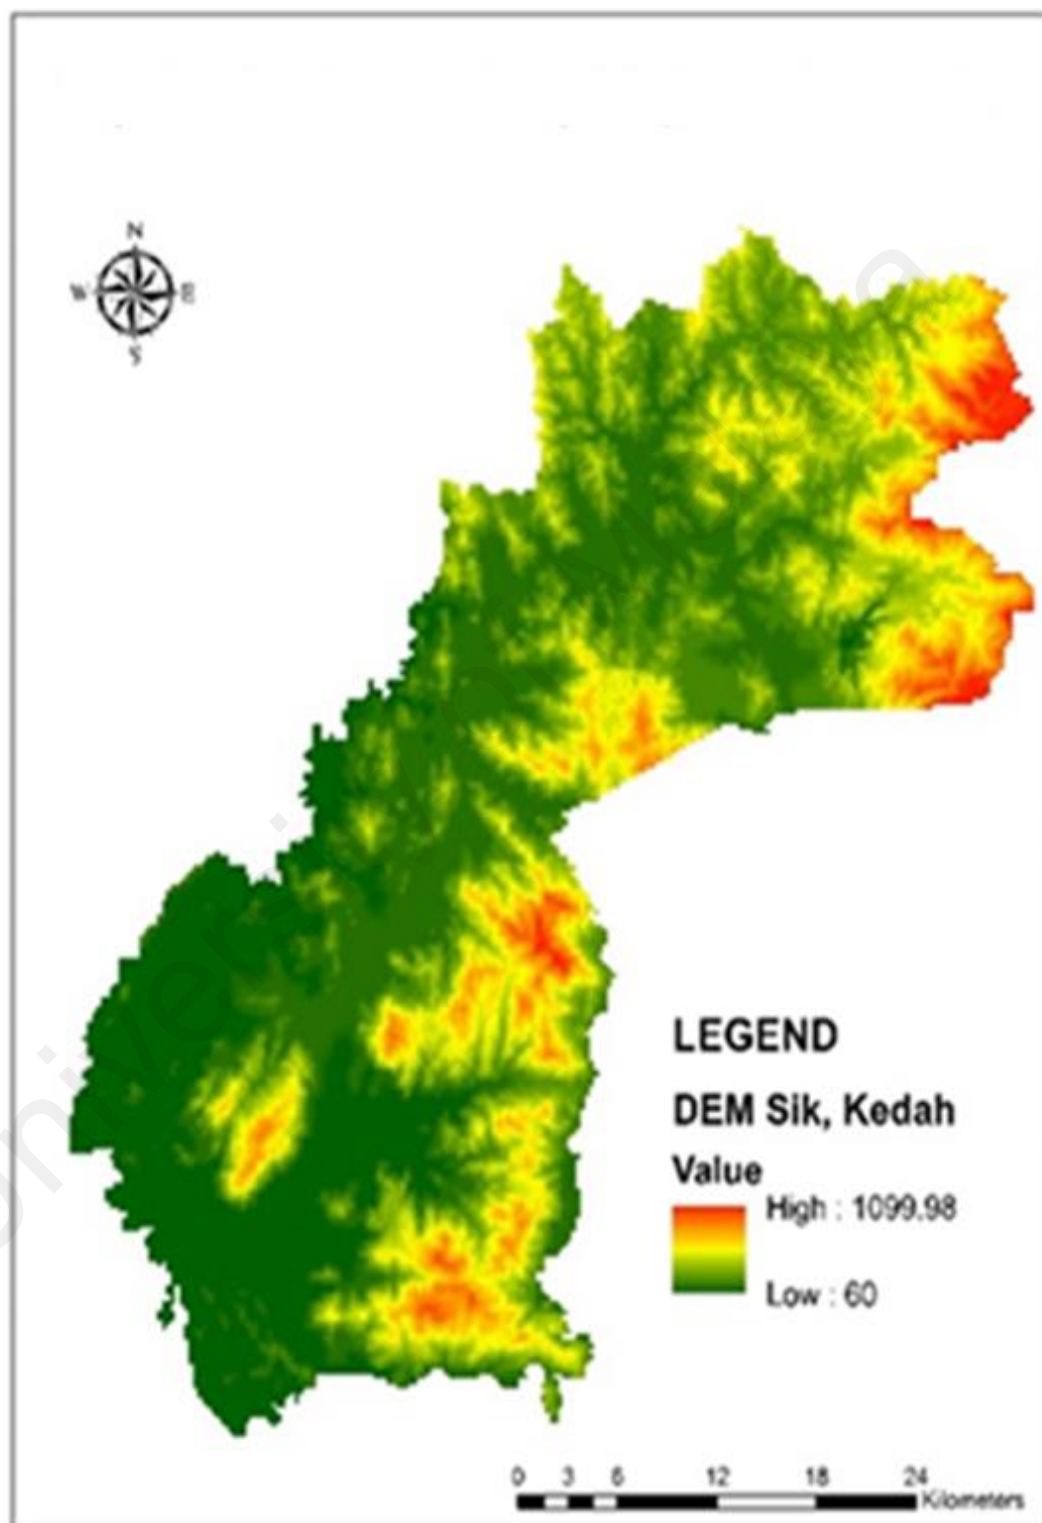 N
W E
S
LEGEND
DEM Sik, Kedah
Value
High : 1099.98
Low : 60
0 3 6 12 18 24
Kilometers